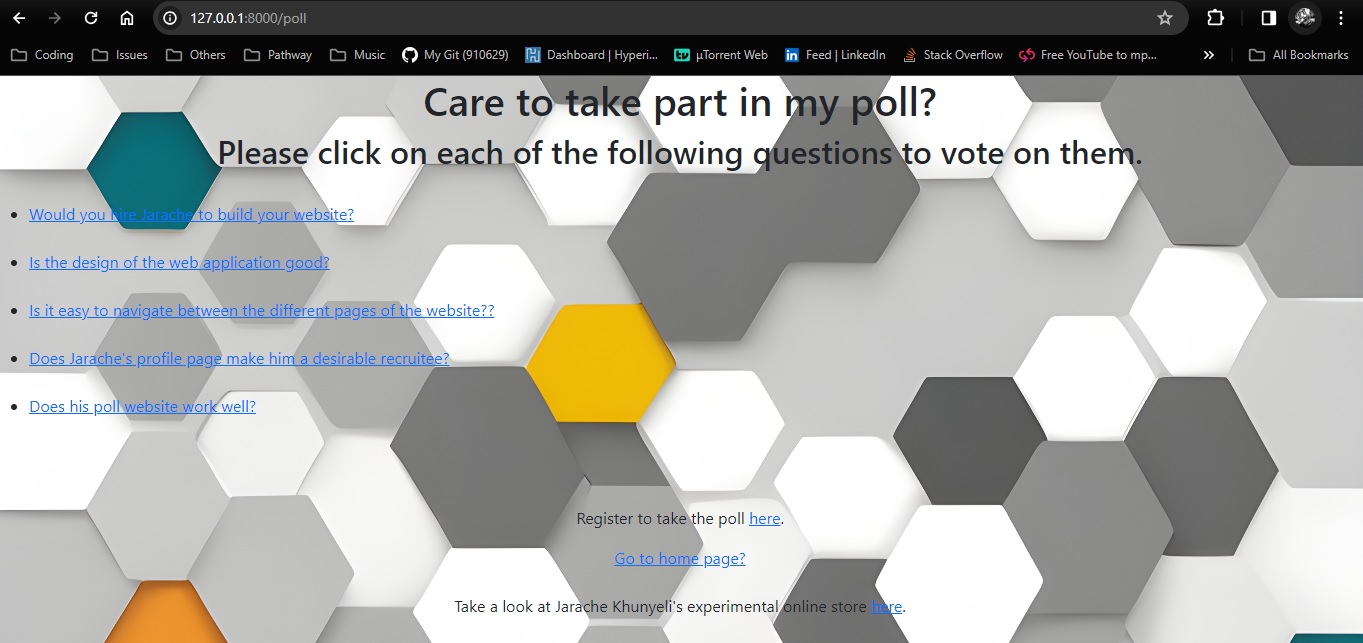 127.0.0.1:8000/poll
Coding Issues Others Pathway Music My Git (910629) Dashboard | Hyperi... µTorrent Web Feed | LinkedIn Stack Overflow Free YouTube to mp... » All Bookmarks
Care to take part in my poll?
Please click on each of the following questions to vote on them.
Would you hire Jarache to build your website?
Is the design of the web application good?
Is it easy to navigate between the different pages of the website??
Does Jarache's profile page make him a desirable recruitee?
Does his poll website work well?
Register to take the poll here.
Go to home page?
Take a look at Jarache Khunyeli's experimental online store here.